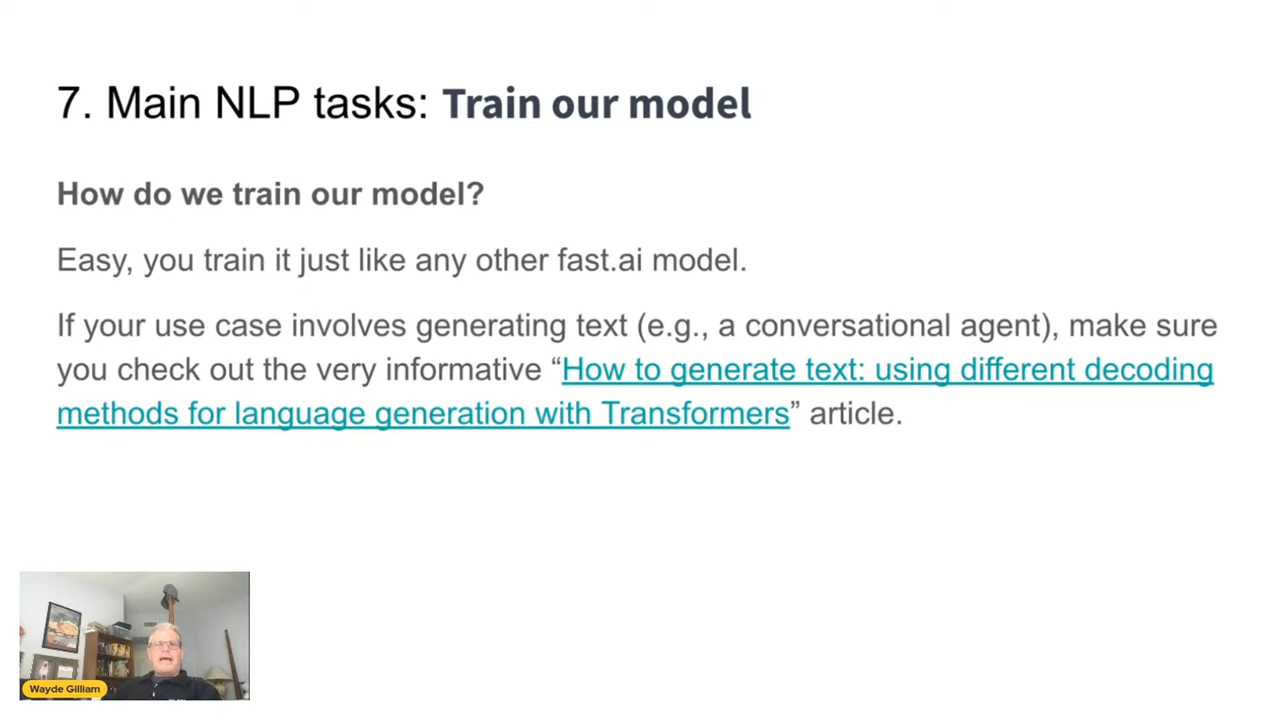 7. Main NLP tasks: Train our model
How do we train our model?
Easy, you train it just like any other fast.ai model.
If your use case involves generating text (e.g., a conversational agent), make sure
you check out the very informative “How to generate text: using different decoding
methods for language generation with Transformers” article.
Wayde Gilliam